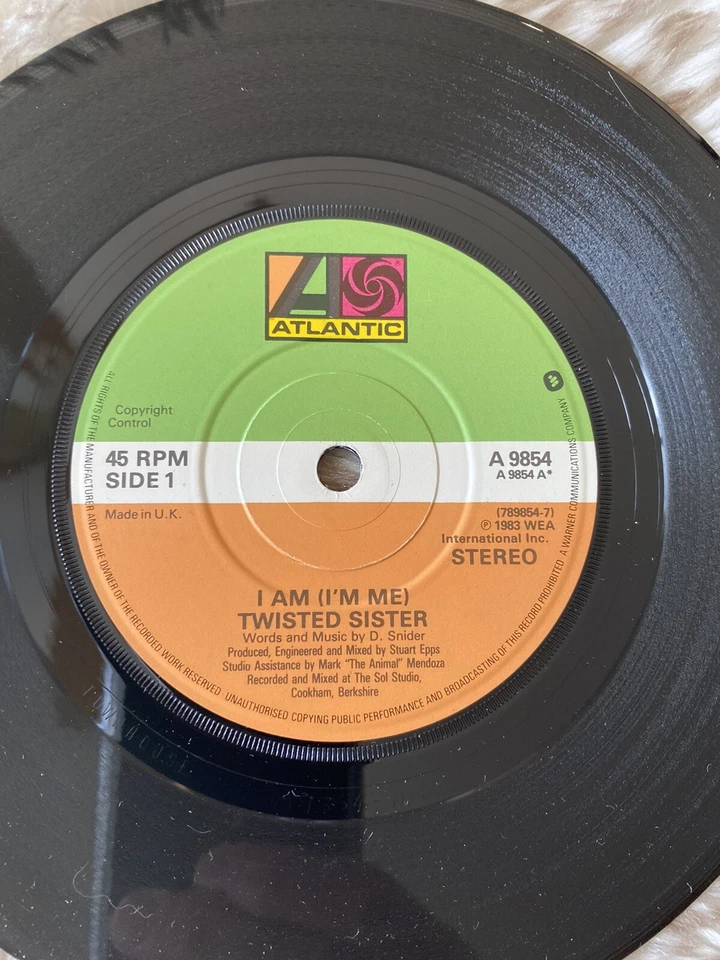 ATLANTIC
Copyright
Control
45 RPM
SIDE 1
Made in U.K.
A 9854
A 9854 A*
(789854-7)
℗ 1983 WEA
International Inc.
STEREO
I AM (I'M ME)
TWISTED SISTER
Words and Music by D. Snider
Produced, Engineered and Mixed by Stuart Epps
Studio Assistance by Mark "The Animal" Mendoza
Recorded and Mixed at The Sol Studio,
Cookham, Berkshire
ALL RIGHTS OF THE MANUFACTURER AND OF THE OWNER OF THE RECORDED WORK RESERVED UNAUTHORISED COPYING PUBLIC PERFORMANCE AND BROADCASTING OF THIS RECORD PROHIBITED A WARNER COMMUNICATIONS COMPANY